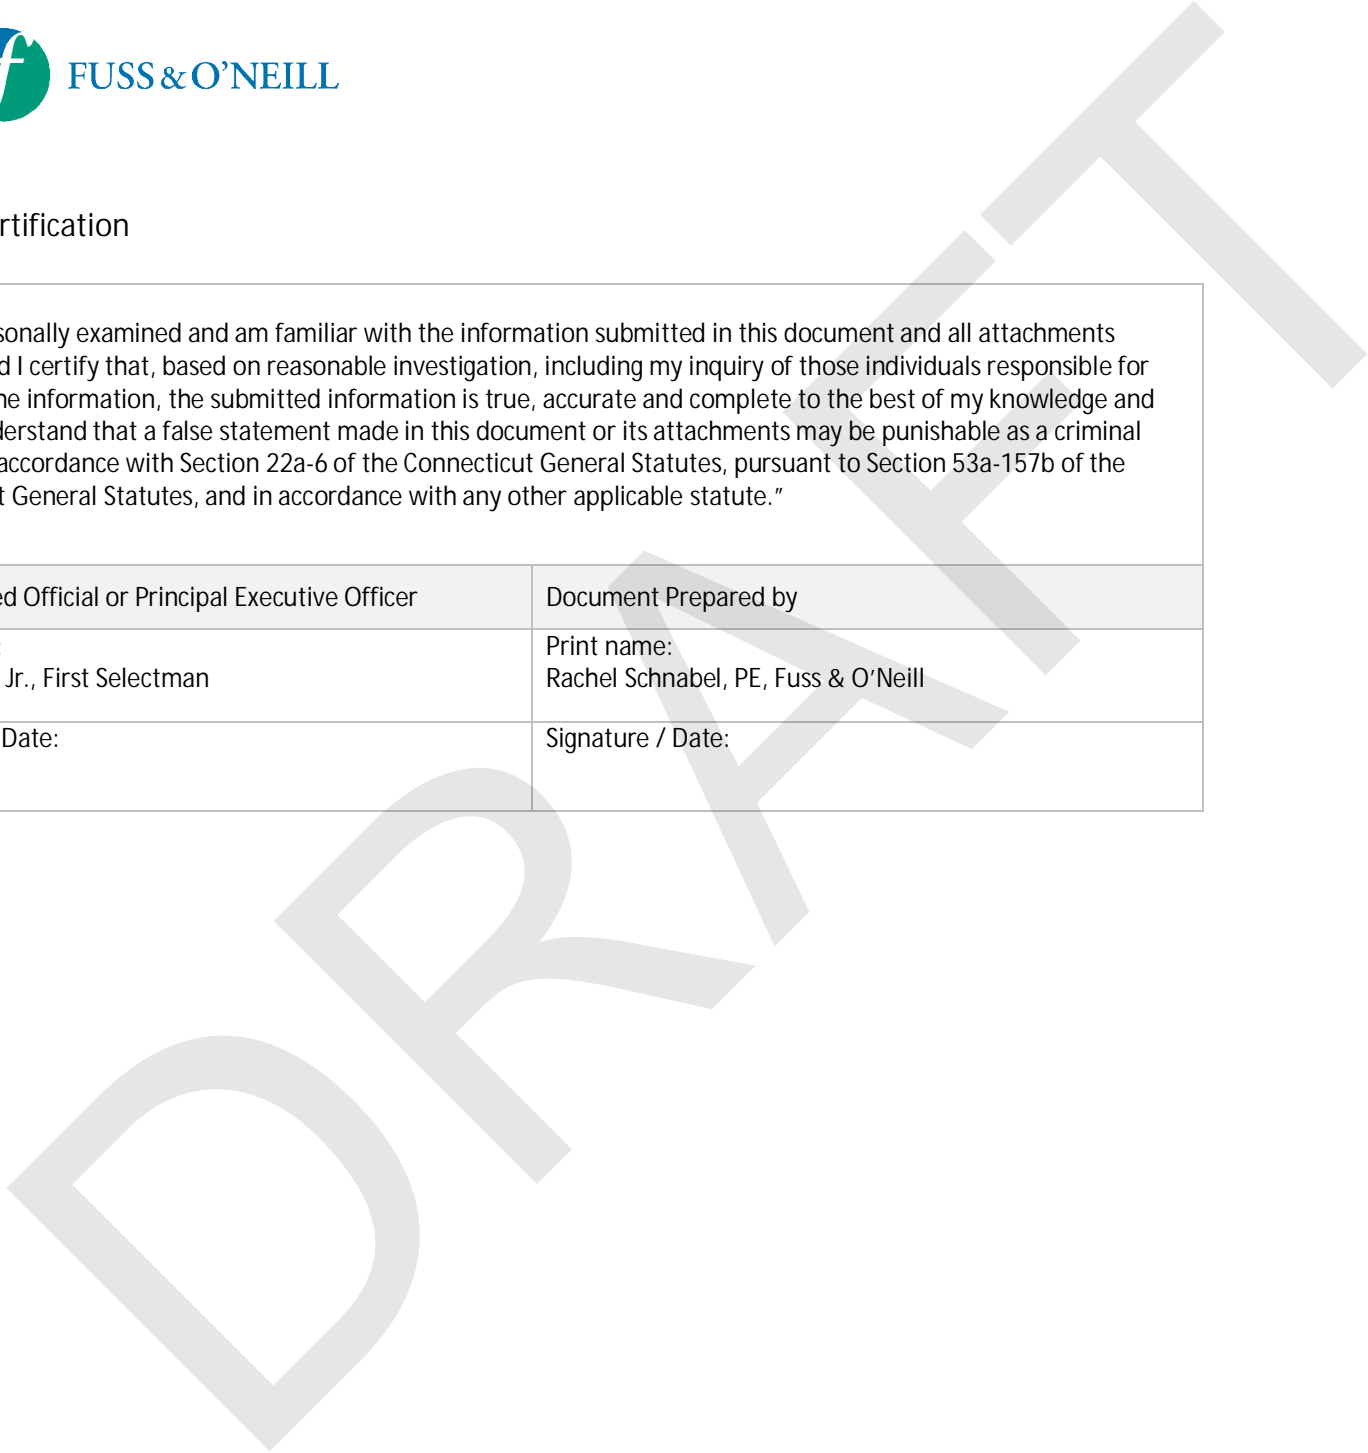 FUSS & O’NEILL
rtification
sonally examined and am familiar with the information submitted in this document and all attachments
d I certify that, based on reasonable investigation, including my inquiry of those individuals responsible for
he information, the submitted information is true, accurate and complete to the best of my knowledge and
derstand that a false statement made in this document or its attachments may be punishable as a criminal
accordance with Section 22a-6 of the Connecticut General Statutes, pursuant to Section 53a-157b of the
t General Statutes, and in accordance with any other applicable statute.”
ed Official or Principal Executive Officer
Document Prepared by
:
Jr., First Selectman
Print name:
Rachel Schnabel, PE, Fuss & O’Neill
Date:
Signature / Date:
DRAFT